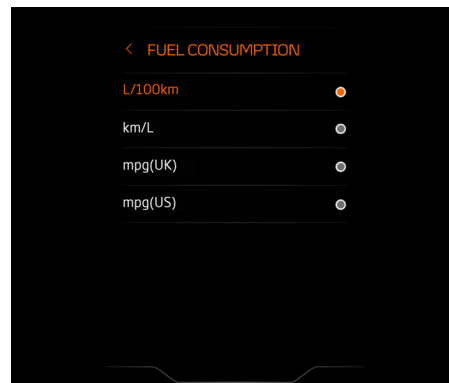 < FUEL CONSUMPTION
L/100km
km/L
mpg(UK)
mpg(US)